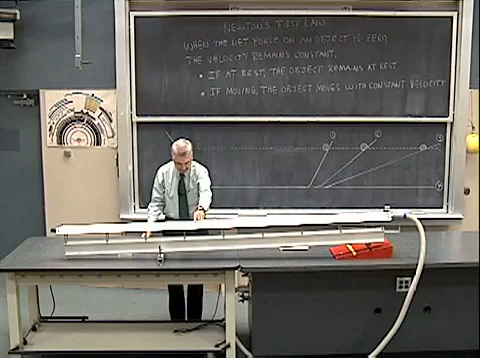 NEWTON'S FIRST LAW
WHEN THE NET FORCE ON AN OBJECT IS ZERO,
THE VELOCITY REMAINS CONSTANT.
• IF AT REST, THE OBJECT REMAINS AT REST.
• IF MOVING, THE OBJECT MOVES WITH CONSTANT VELOCITY